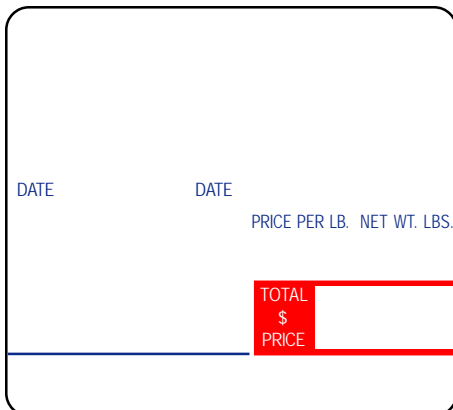 DATE DATE
PRICE PER LB. NET WT. LBS.
TOTAL
$
PRICE